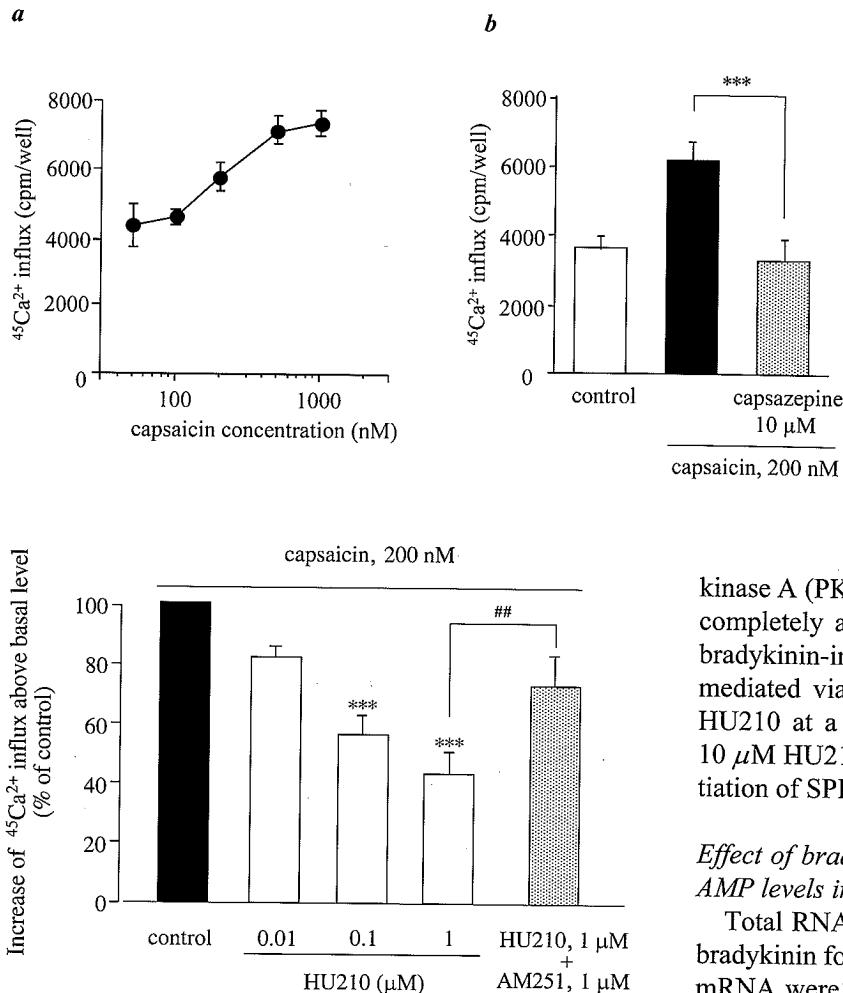 a
8000
6000
4000
2000
0
⁴⁵Ca²⁺ influx (cpm/well)
100 1000
capsaicin concentration (nM)
b
***
8000
6000
4000
2000
0
⁴⁵Ca²⁺ influx (cpm/well)
control
capsazepine
10 μM
capsaicin, 200 nM
capsaicin, 200 nM
##
*** ***
100
80
60
40
20
0
Increase of ⁴⁵Ca²⁺ influx above basal level
(% of control)
control 0.01 0.1 1
HU210 (μM)
HU210, 1 μM
+
AM251, 1 μM
kinase A (PK
completely a
bradykinin-in
mediated via
HU210 at a
10 μM HU21
tiation of SPI
Effect of brad
AMP levels in
Total RNA
bradykinin fo
mRNA were